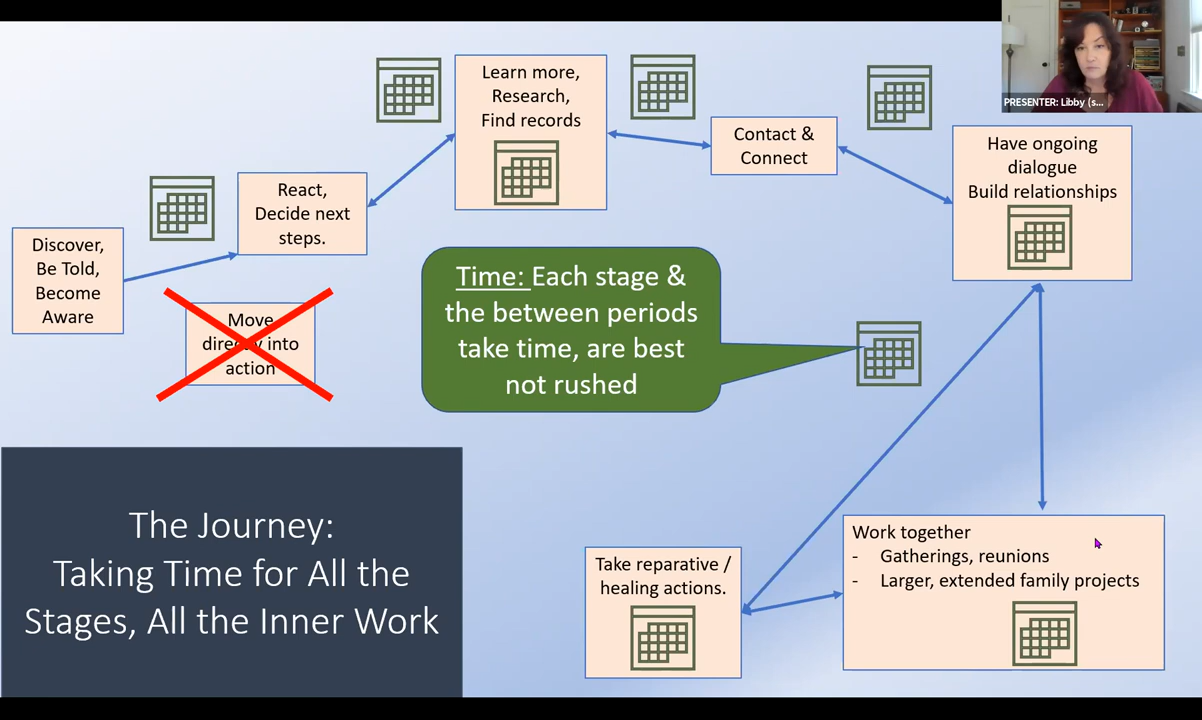 PRESENTER: Libby (s...
Learn more,
Research,
Find records
Contact &
Connect
Have ongoing
dialogue
Build relationships
React,
Decide next
steps.
Discover,
Be Told,
Become
Aware
Move
directly into
action
Time: Each stage &
the between periods
take time, are best
not rushed
The Journey:
Taking Time for All the
Stages, All the Inner Work
Take reparative /
healing actions.
Work together
- Gatherings, reunions
- Larger, extended family projects